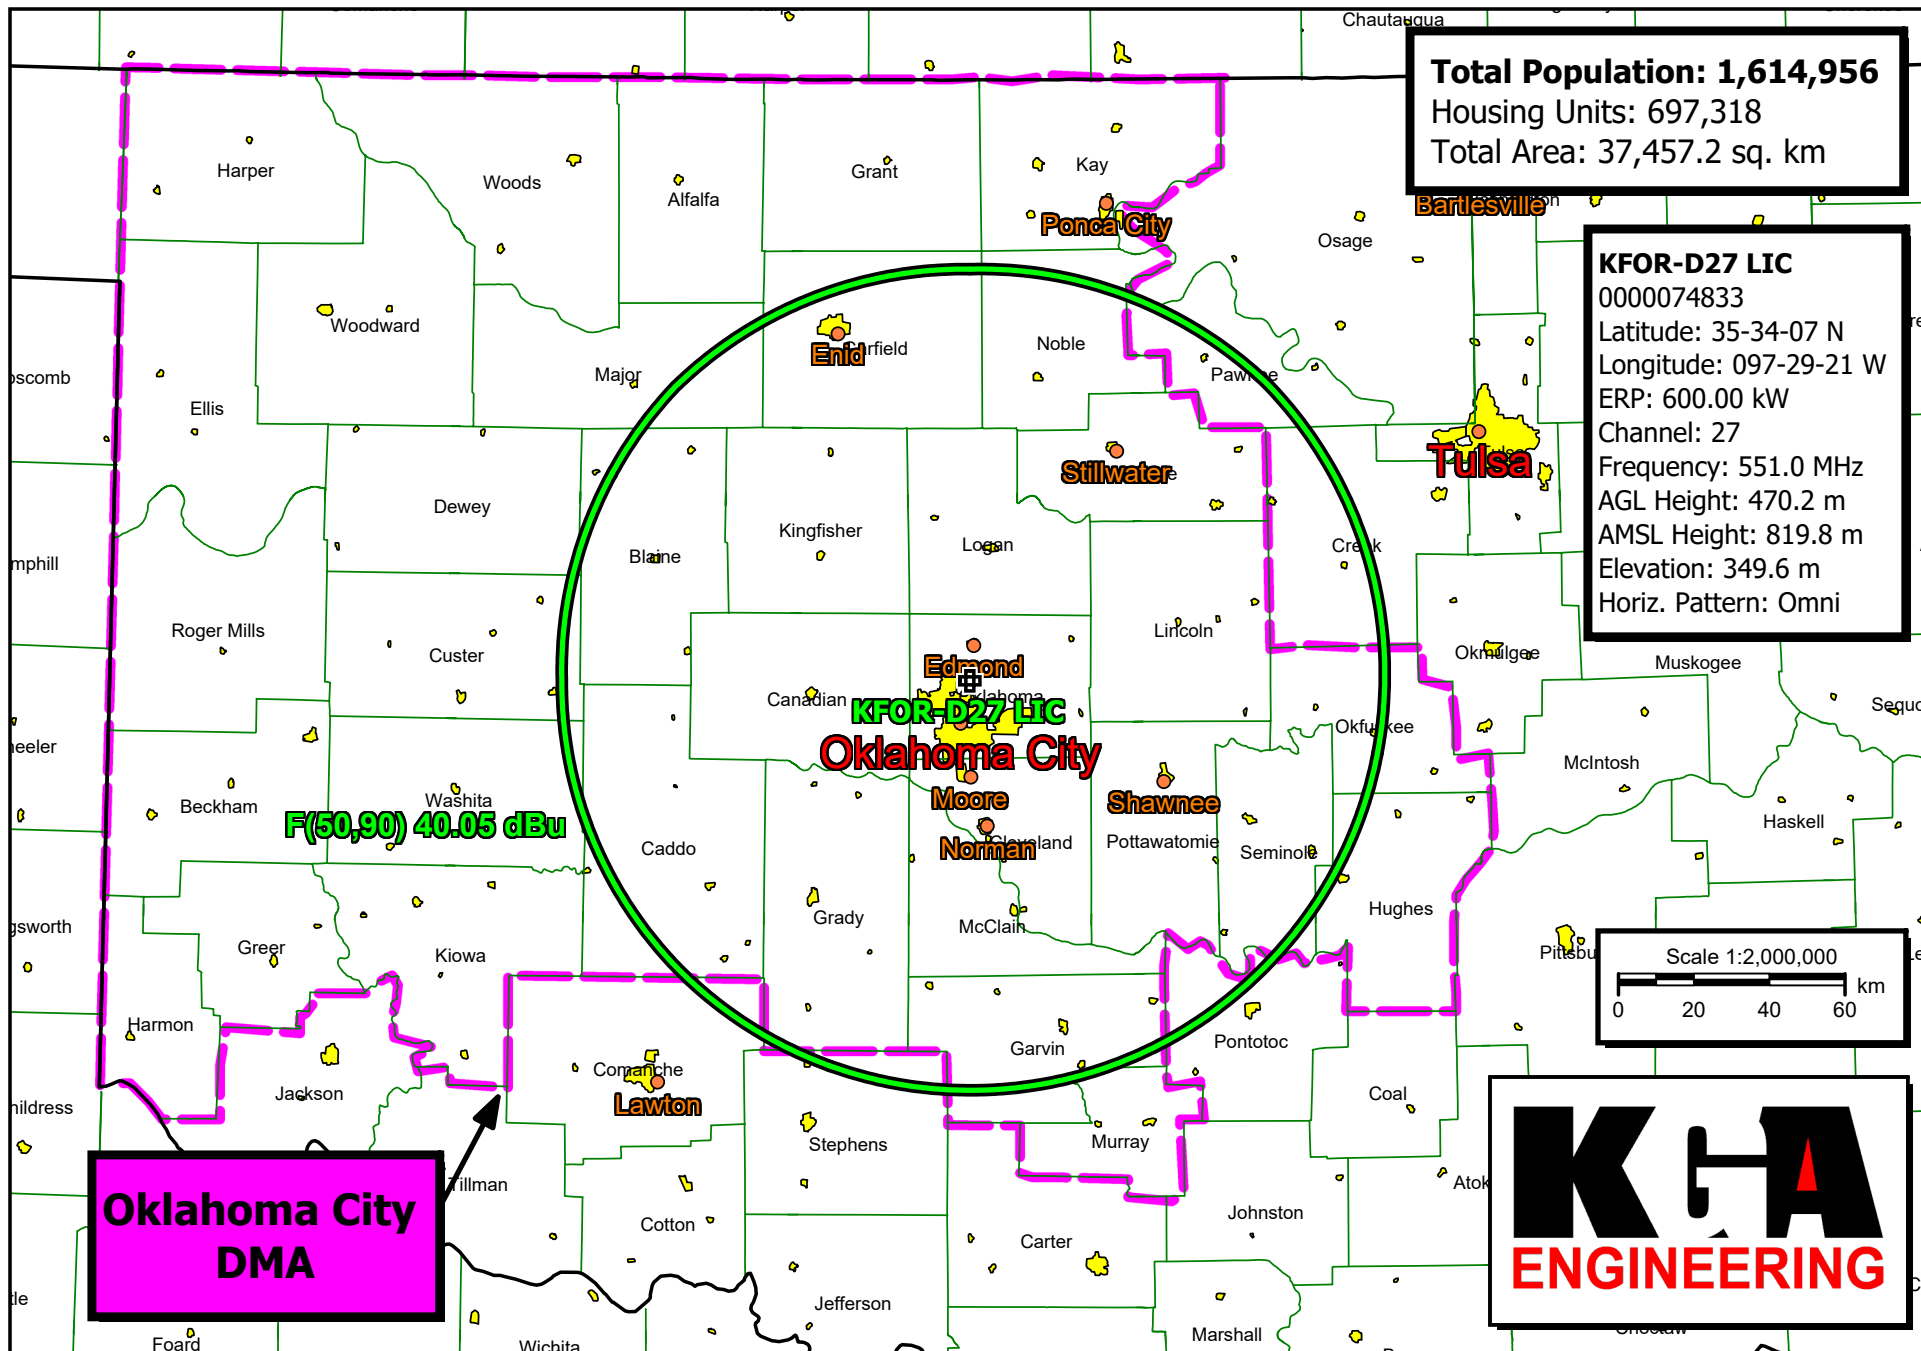 Chautauqua
Total Population: 1,614,956
Housing Units: 697,318
Total Area: 37,457.2 sq. km
Harper
Woods
Alfalfa
Grant
Kay
Ponca City
Osage
Bartlesville
KFOR-D27 LIC
0000074833
Latitude: 35-34-07 N
Longitude: 097-29-21 W
ERP: 600.00 kW
Channel: 27
Frequency: 551.0 MHz
AGL Height: 470.2 m
AMSL Height: 819.8 m
Elevation: 349.6 m
Horiz. Pattern: Omni
Woodward
Enid
Garfield
Noble
Major
Pawnee
Ellis
Tulsa
Stillwater
Dewey
Kingfisher
Logan
Blaine
Creek
Roger Mills
Custer
Lincoln
Okmulgee
Muskogee
Edmond
Canadian
Oklahoma
KFOR-D27 LIC
Oklahoma City
Okfuskee
McIntosh
Beckham
Washita
F(50,90) 40.05 dBu
Moore
Shawnee
Haskell
Caddo
Norman
Cleveland
Pottawatomie
Seminole
Grady
McClain
Hughes
Greer
Kiowa
Scale 1:2,000,000
km
0 20 40 60
Harmon
Garvin
Pontotoc
Comanche
Jackson
Lawton
Coal
Stephens
Murray
Oklahoma City
DMA
Tillman
Cotton
Johnston
Carter
KGA
ENGINEERING
Jefferson
Marshall
Foard
Wichita